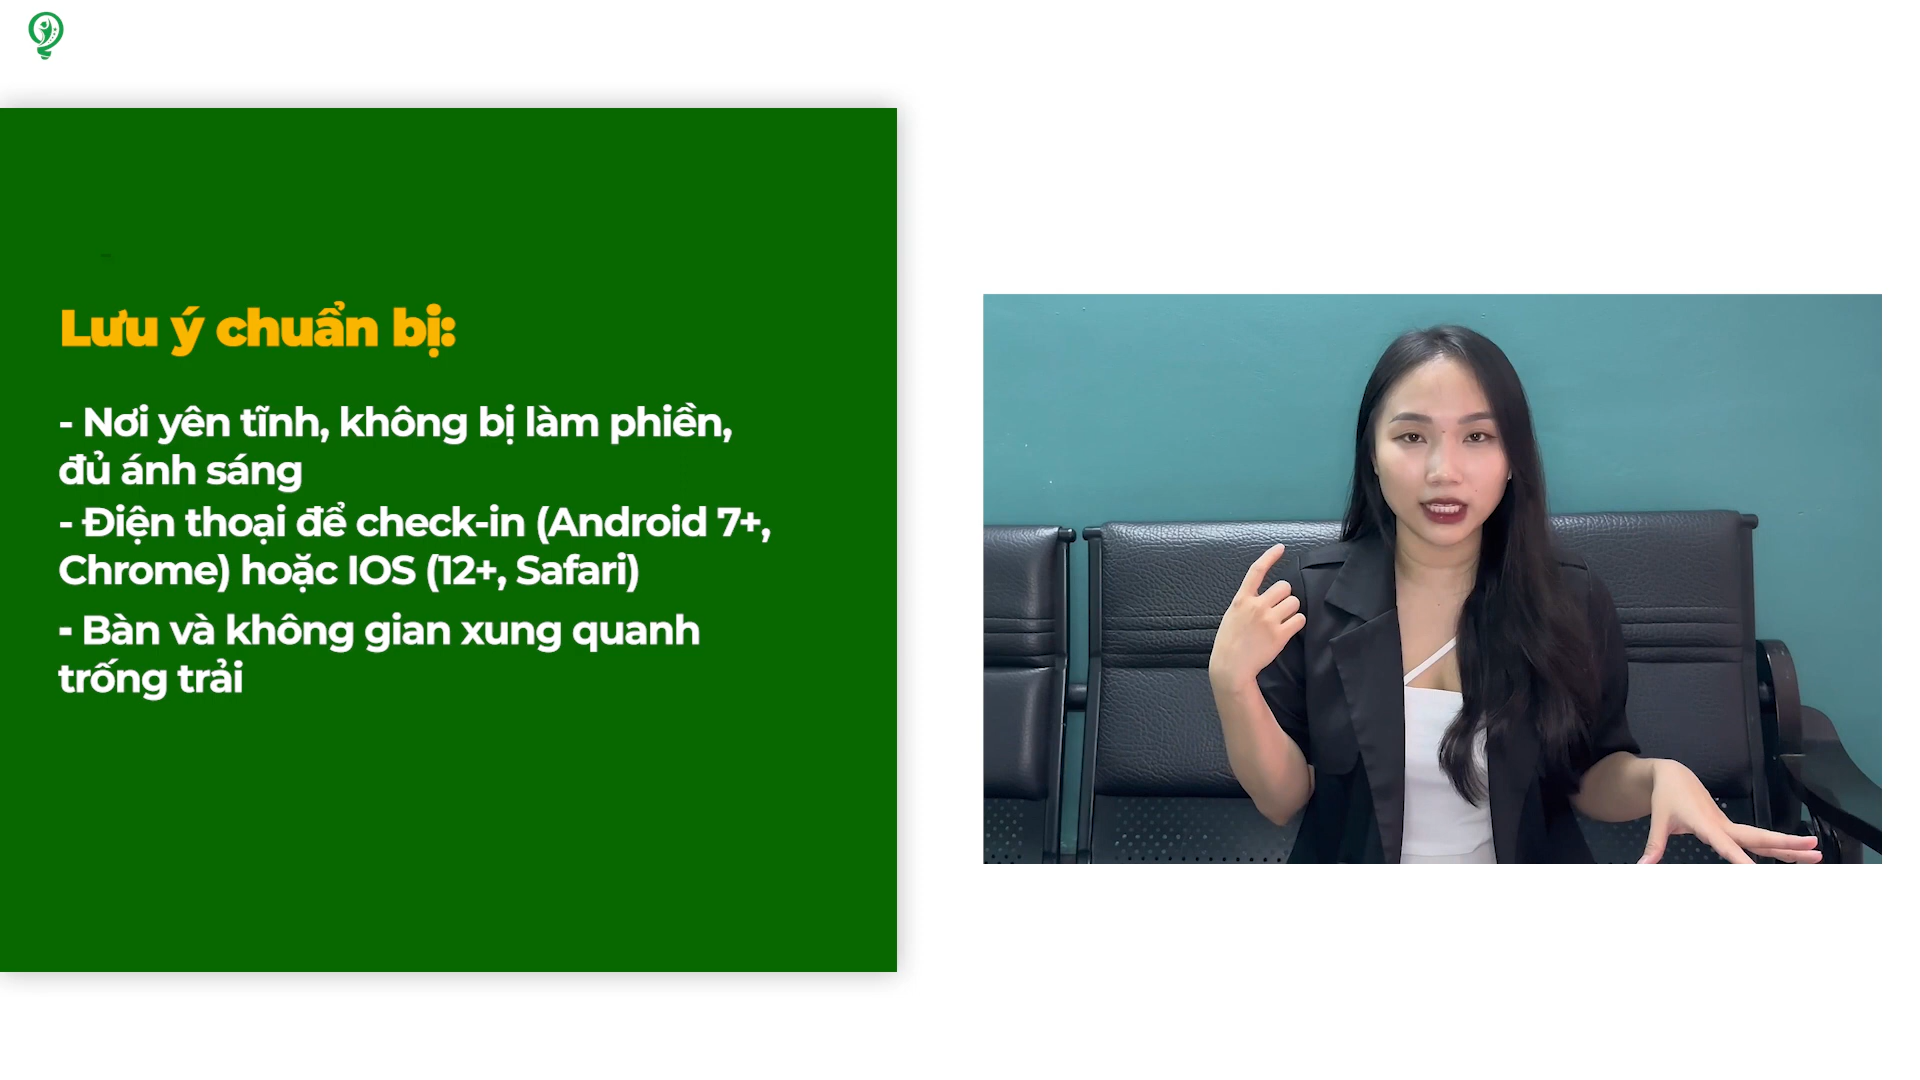 Lưu ý chuẩn bị:
- Nơi yên tĩnh, không bị làm phiền,
đủ ánh sáng
- Điện thoại để check-in (Android 7+,
Chrome) hoặc IOS (12+, Safari)
- Bàn và không gian xung quanh
trống trải